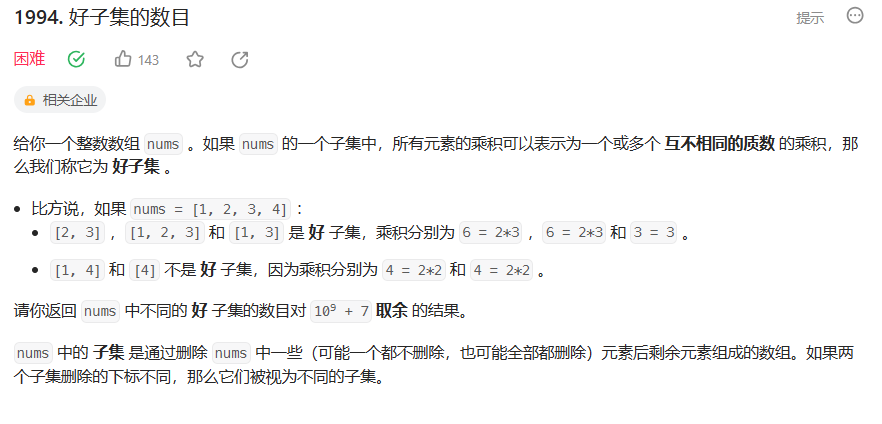 1994. 好子集的数目
提示
困难
143
相关企业
给你一个整数数组 nums 。如果 nums 的一个子集中，所有元素的乘积可以表示为一个或多个 互不相同的质数 的乘积，那
么我们称它为 好子集 。
比方说，如果 nums = [1, 2, 3, 4] ：
[2, 3] ，[1, 2, 3] 和 [1, 3] 是 好 子集，乘积分别为 6 = 2*3 ，6 = 2*3 和 3 = 3 。
[1, 4] 和 [4] 不是 好 子集，因为乘积分别为 4 = 2*2 和 4 = 2*2 。
请你返回 nums 中不同的 好 子集的数目对 10⁹ + 7 取余 的结果。
nums 中的 子集 是通过删除 nums 中一些（可能一个都不删除，也可能全部都删除）元素后剩余元素组成的数组。如果两
个子集删除的下标不同，那么它们被视为不同的子集。